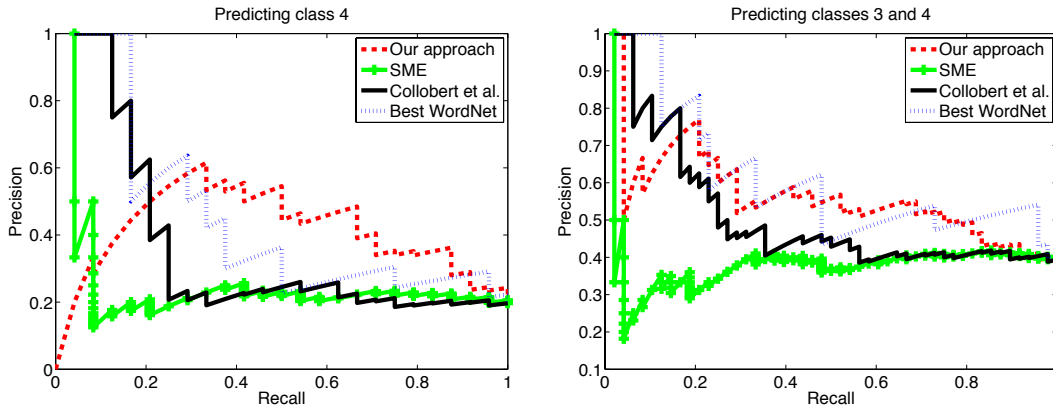 Predicting class 4
1
0.8
0.6
0.4
0.2
0
Precision
0
0.2
0.4
0.6
0.8
1
Recall
Our approach
SME
Collobert et al.
Best WordNet
Predicting classes 3 and 4
1
0.9
0.8
0.7
0.6
0.5
0.4
0.3
0.2
0.1
Precision
0
0.2
0.4
0.6
0.8
Recall
Our approach
SME
Collobert et al.
Best WordNet